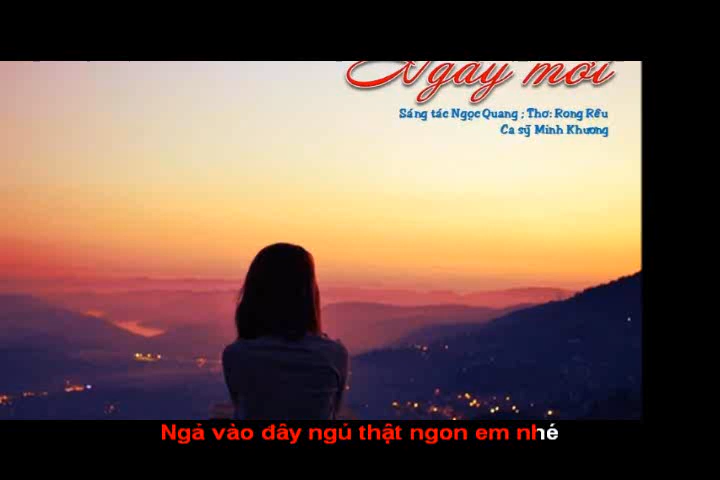 Ngày mới
Sáng tác Ngọc Quang ; Thơ: Rong Rêu
Ca sỹ Minh Khương
Ngả vào đây ngủ thật ngon em nhé